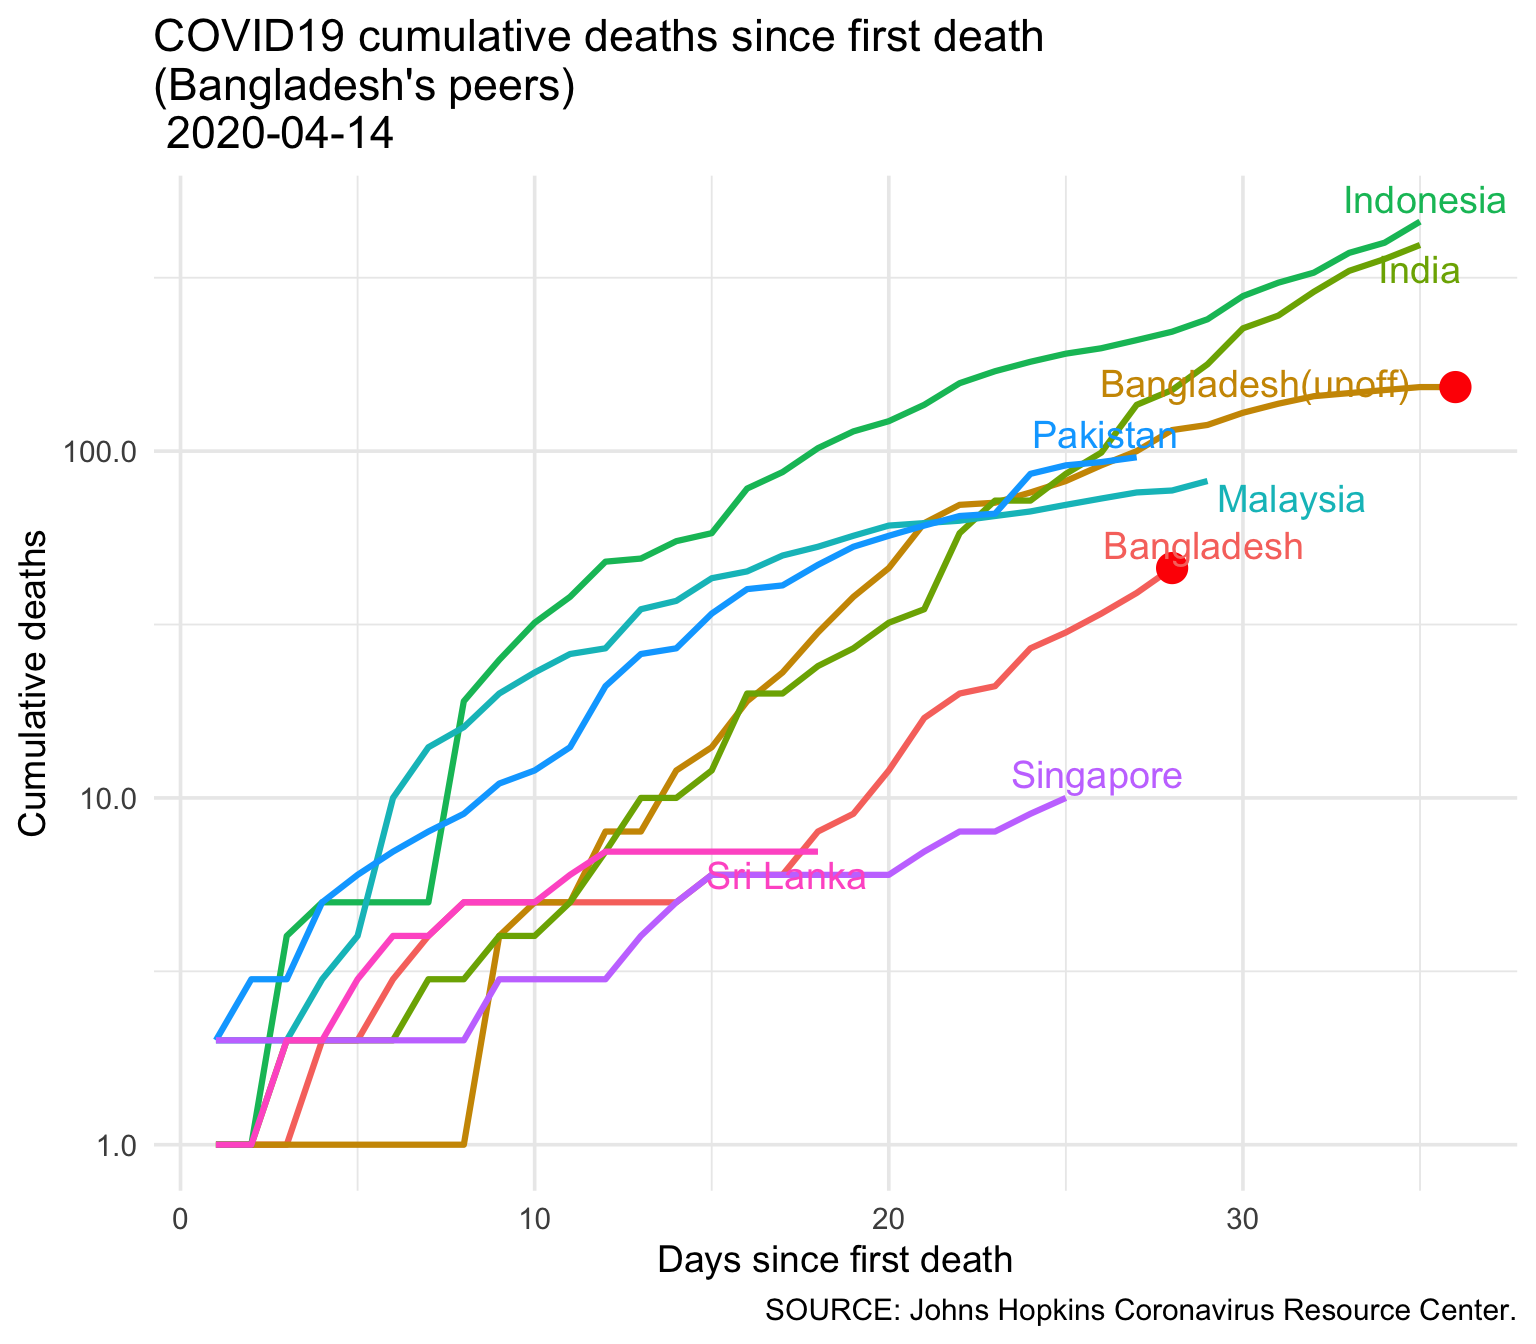 COVID19 cumulative deaths since first death
(Bangladesh's peers)
2020-04-14
Indonesia
India
Bangladesh(unoff)
Pakistan
100.0
Malaysia
Bangladesh
Cumulative deaths
Singapore
10.0
Sri Lanka
1.0
0 10 20 30
Days since first death
SOURCE: Johns Hopkins Coronavirus Resource Center.